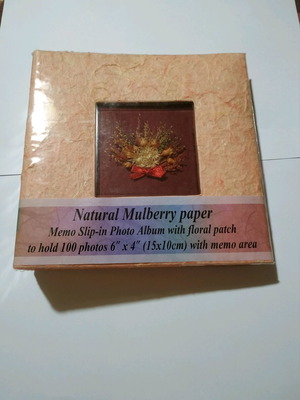 Natural Mulberry paper
Memo Slip-in Photo Album with floral patch
to hold 100 photos 6" x 4" (15x10cm) with memo area